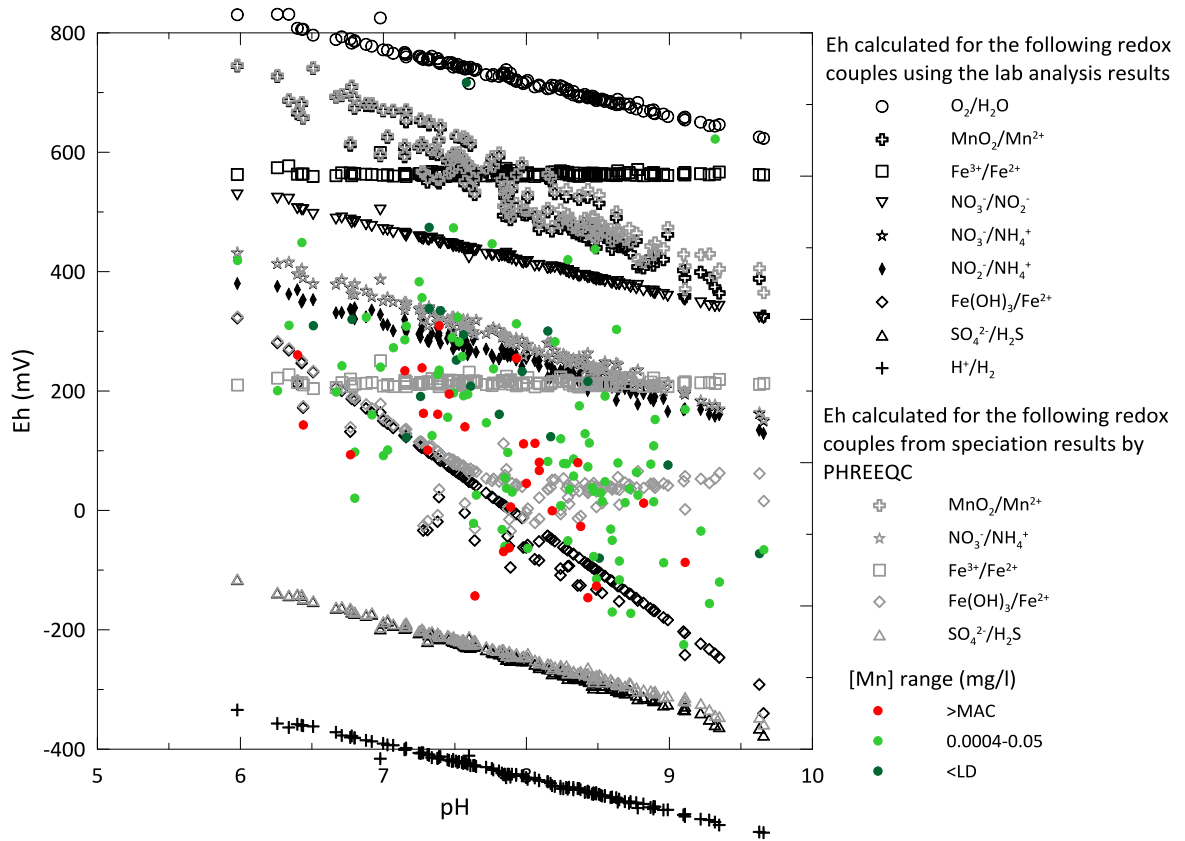 800
600
400
200
0
-200
-400
Eh (mV)
5
6
7
8
9
10
pH
Eh calculated for the following redox
couples using the lab analysis results
O₂/H₂O
MnO₂/Mn²⁺
Fe³⁺/Fe²⁺
NO₃⁻/NO₂⁻
NO₃⁻/NH₄⁺
NO₂⁻/NH₄⁺
Fe(OH)₃/Fe²⁺
SO₄²⁻/H₂S
H⁺/H₂
Eh calculated for the following redox
couples from speciation results by
PHREEQC
MnO₂/Mn²⁺
NO₃⁻/NH₄⁺
Fe³⁺/Fe²⁺
Fe(OH)₃/Fe²⁺
SO₄²⁻/H₂S
[Mn] range (mg/l)
>MAC
0.0004-0.05
<LD